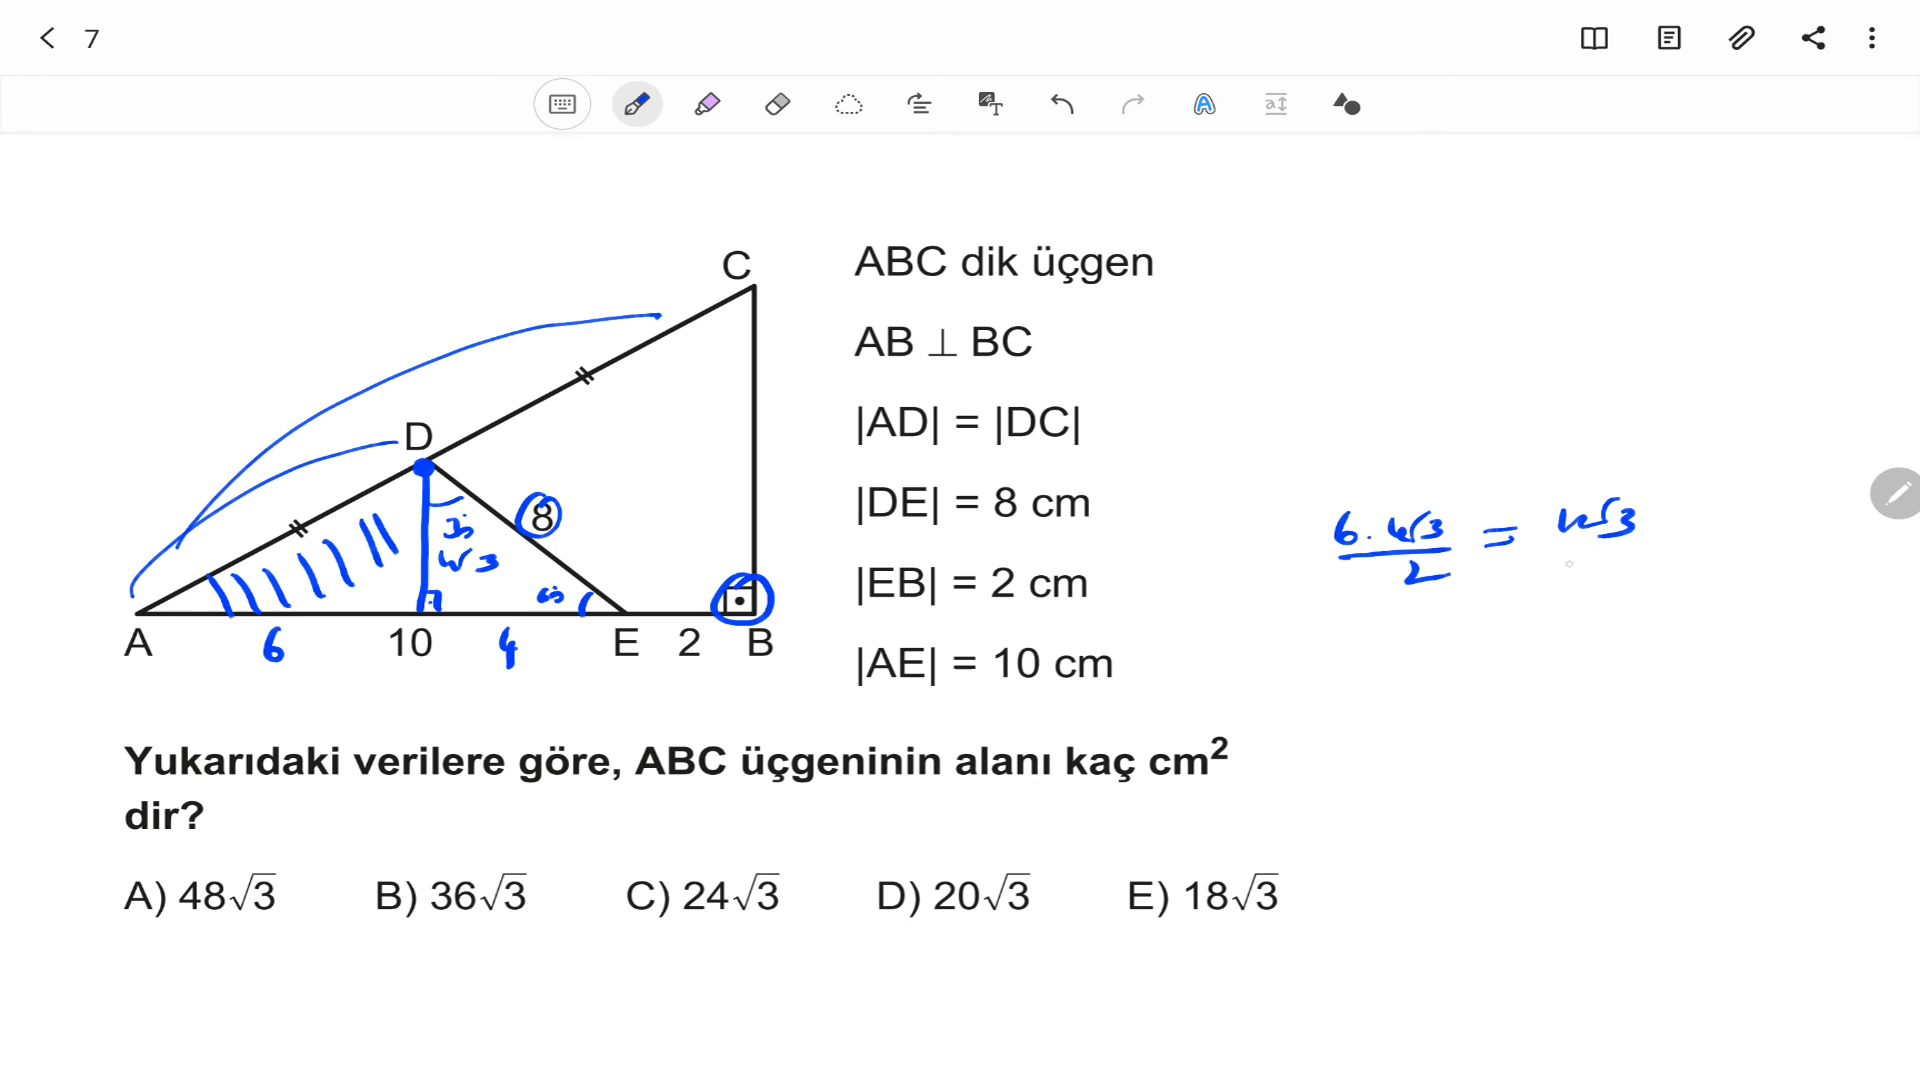 7
C
ABC dik üçgen
AB ⊥ BC
|AD| = |DC|
D
|DE| = 8 cm
8
4√3
6.4√3 / 2 = 12√3
|EB| = 2 cm
A 6 10 4 E 2 B
|AE| = 10 cm
Yukarıdaki verilere göre, ABC üçgeninin alanı kaç cm²
dir?
A) 48√3 B) 36√3 C) 24√3 D) 20√3 E) 18√3